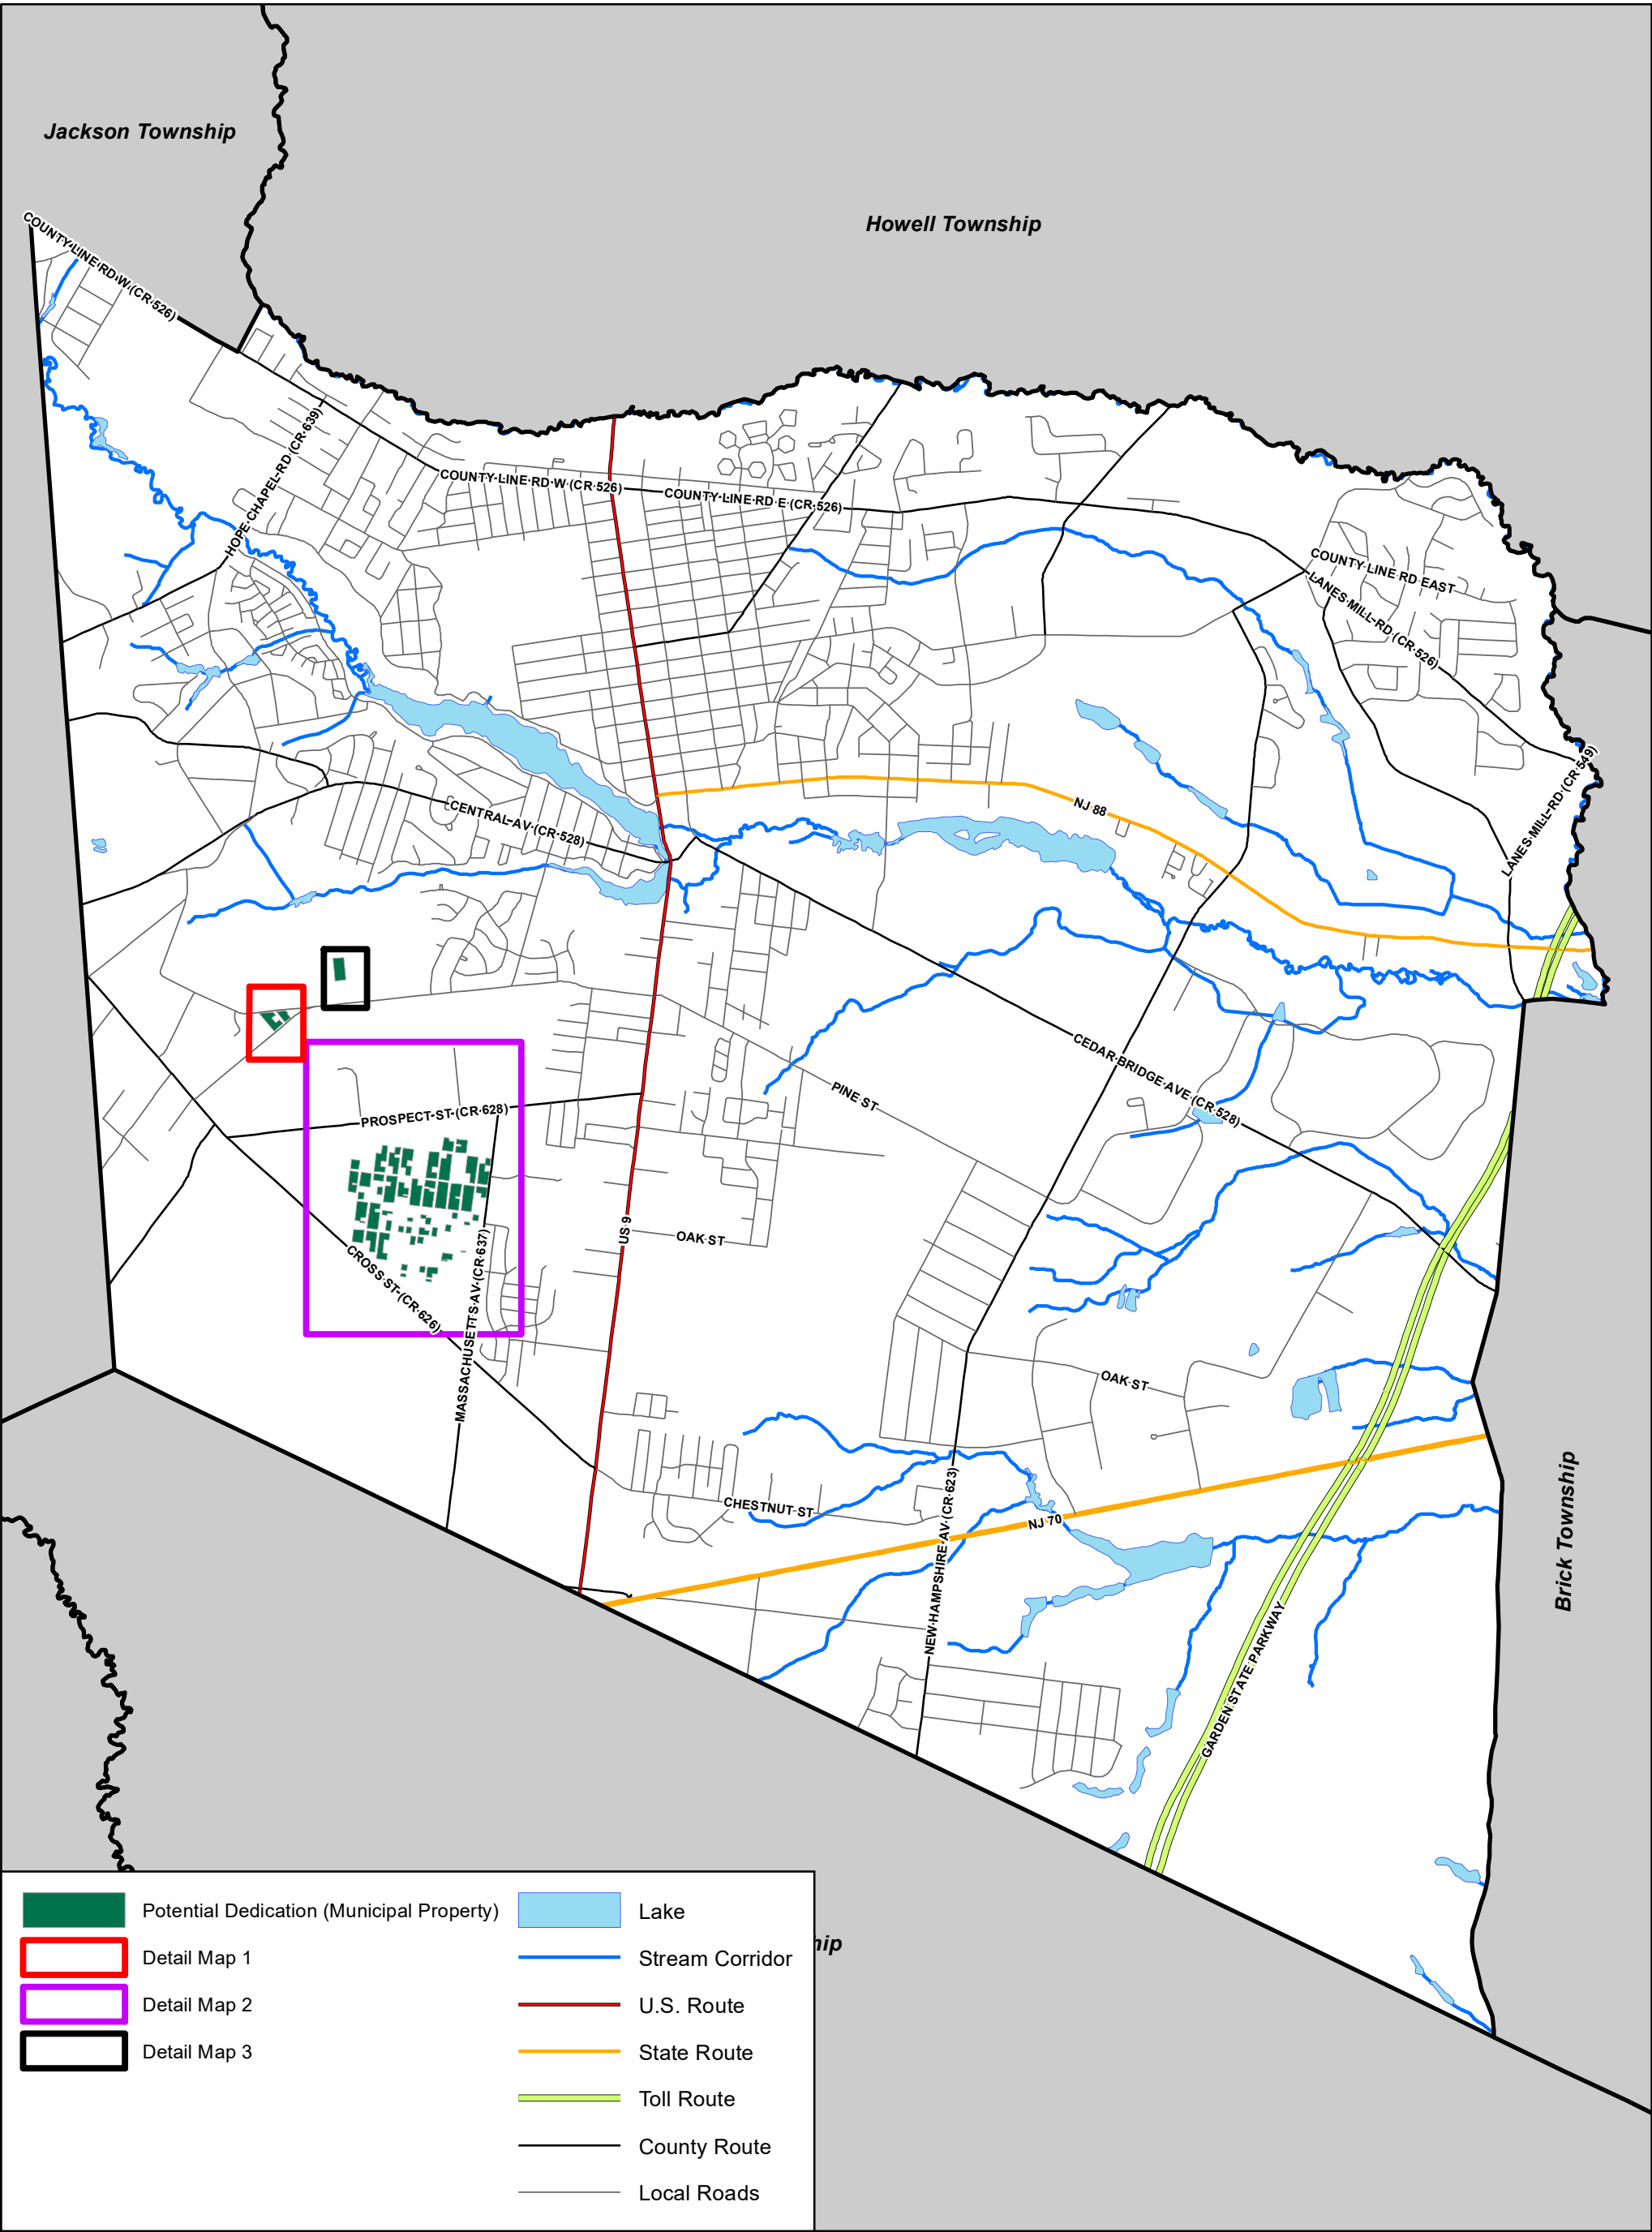 Jackson Township
Howell Township
COUNTY LINE RD W (CR 526)
HOPE CHAPEL RD (CR 639)
COUNTY LINE RD W (CR 526)
COUNTY LINE RD E (CR 526)
COUNTY LINE RD EAST
LANES MILL RD (CR 526)
LANES MILL RD (CR 549)
NJ 88
CENTRAL AV (CR 528)
CEDAR BRIDGE AVE (CR 528)
PINE ST
PROSPECT ST (CR 628)
US 9
OAK ST
CROSS ST (CR 626)
MASSACHUSETTS AV (CR 637)
OAK ST
CHESTNUT ST
NJ 70
NEW HAMPSHIRE AV (CR 623)
GARDEN STATE PARKWAY
Brick Township
Potential Dedication (Municipal Property)
Detail Map 1
Detail Map 2
Detail Map 3
Lake
Stream Corridor
U.S. Route
State Route
Toll Route
County Route
Local Roads